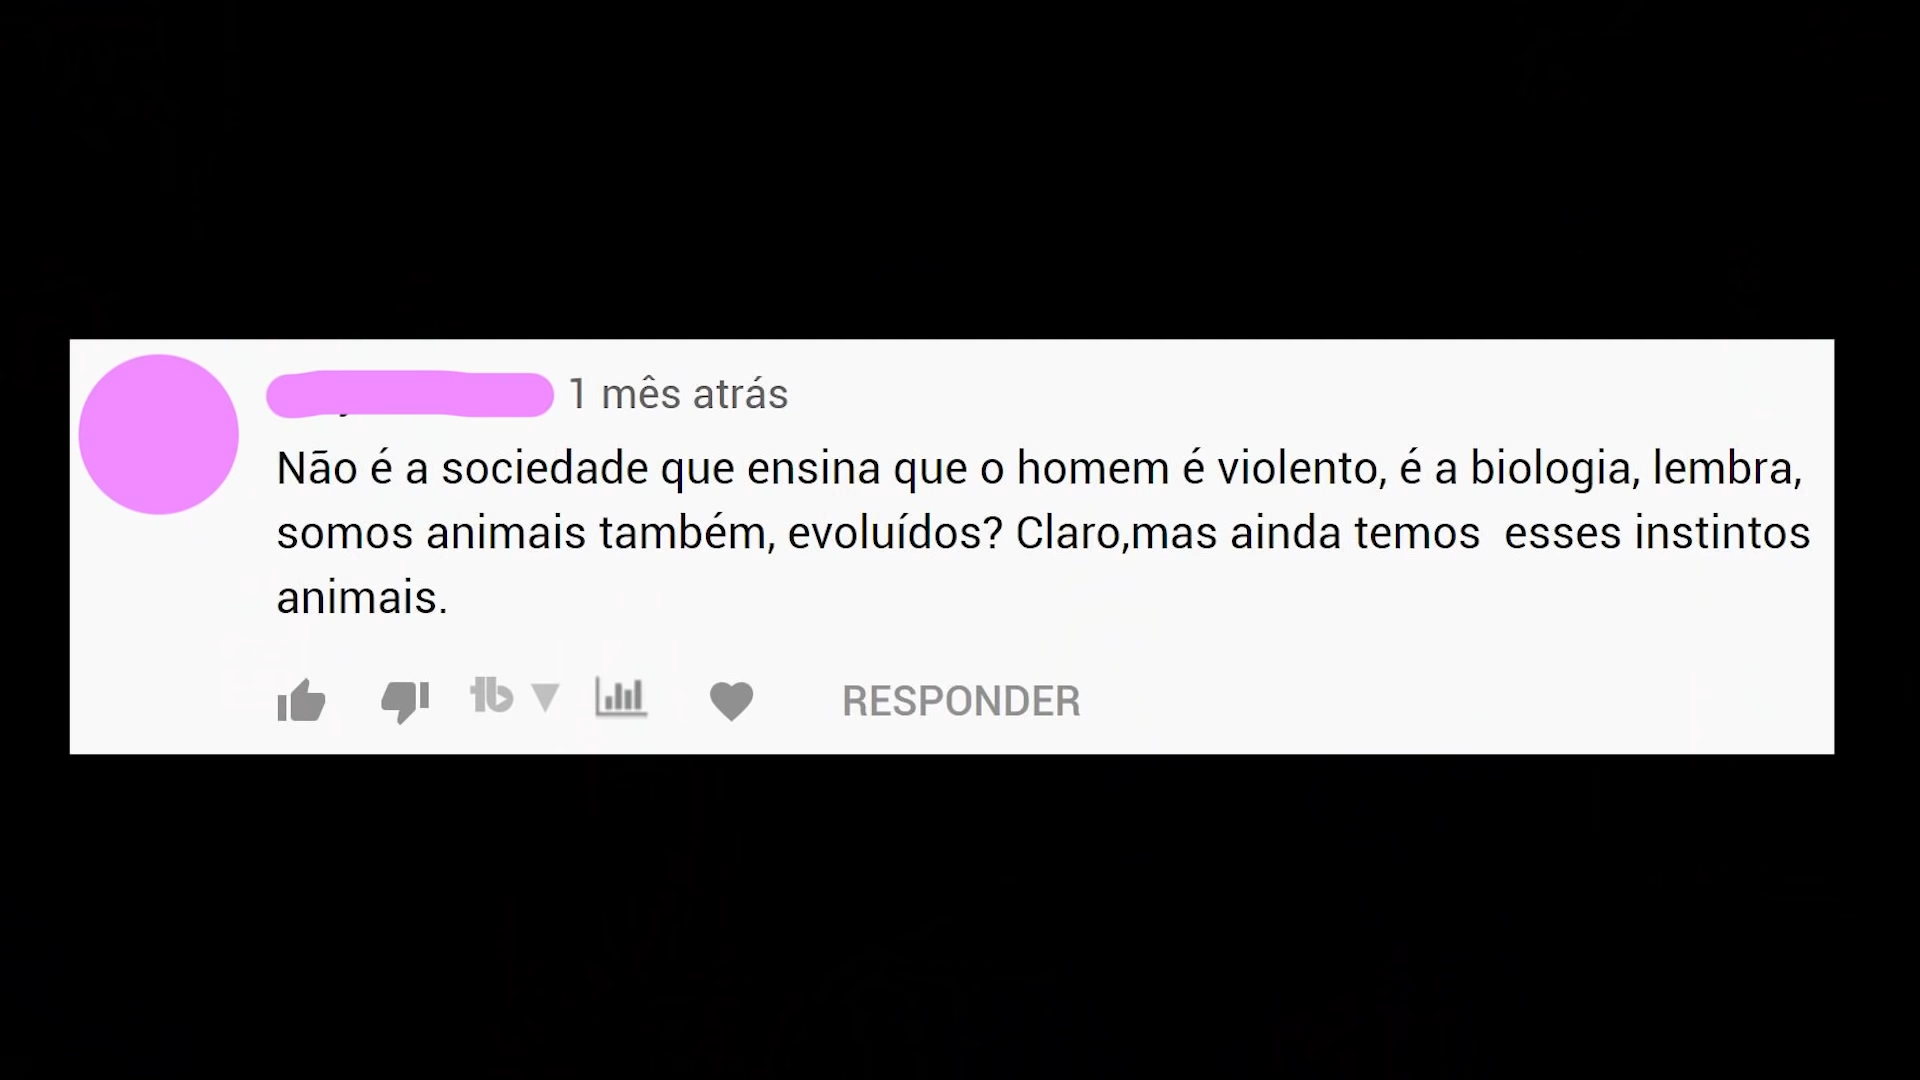 1 mês atrás
Não é a sociedade que ensina que o homem é violento, é a biologia, lembra,
somos animais também, evoluídos? Claro,mas ainda temos  esses instintos
animais.
tb
RESPONDER